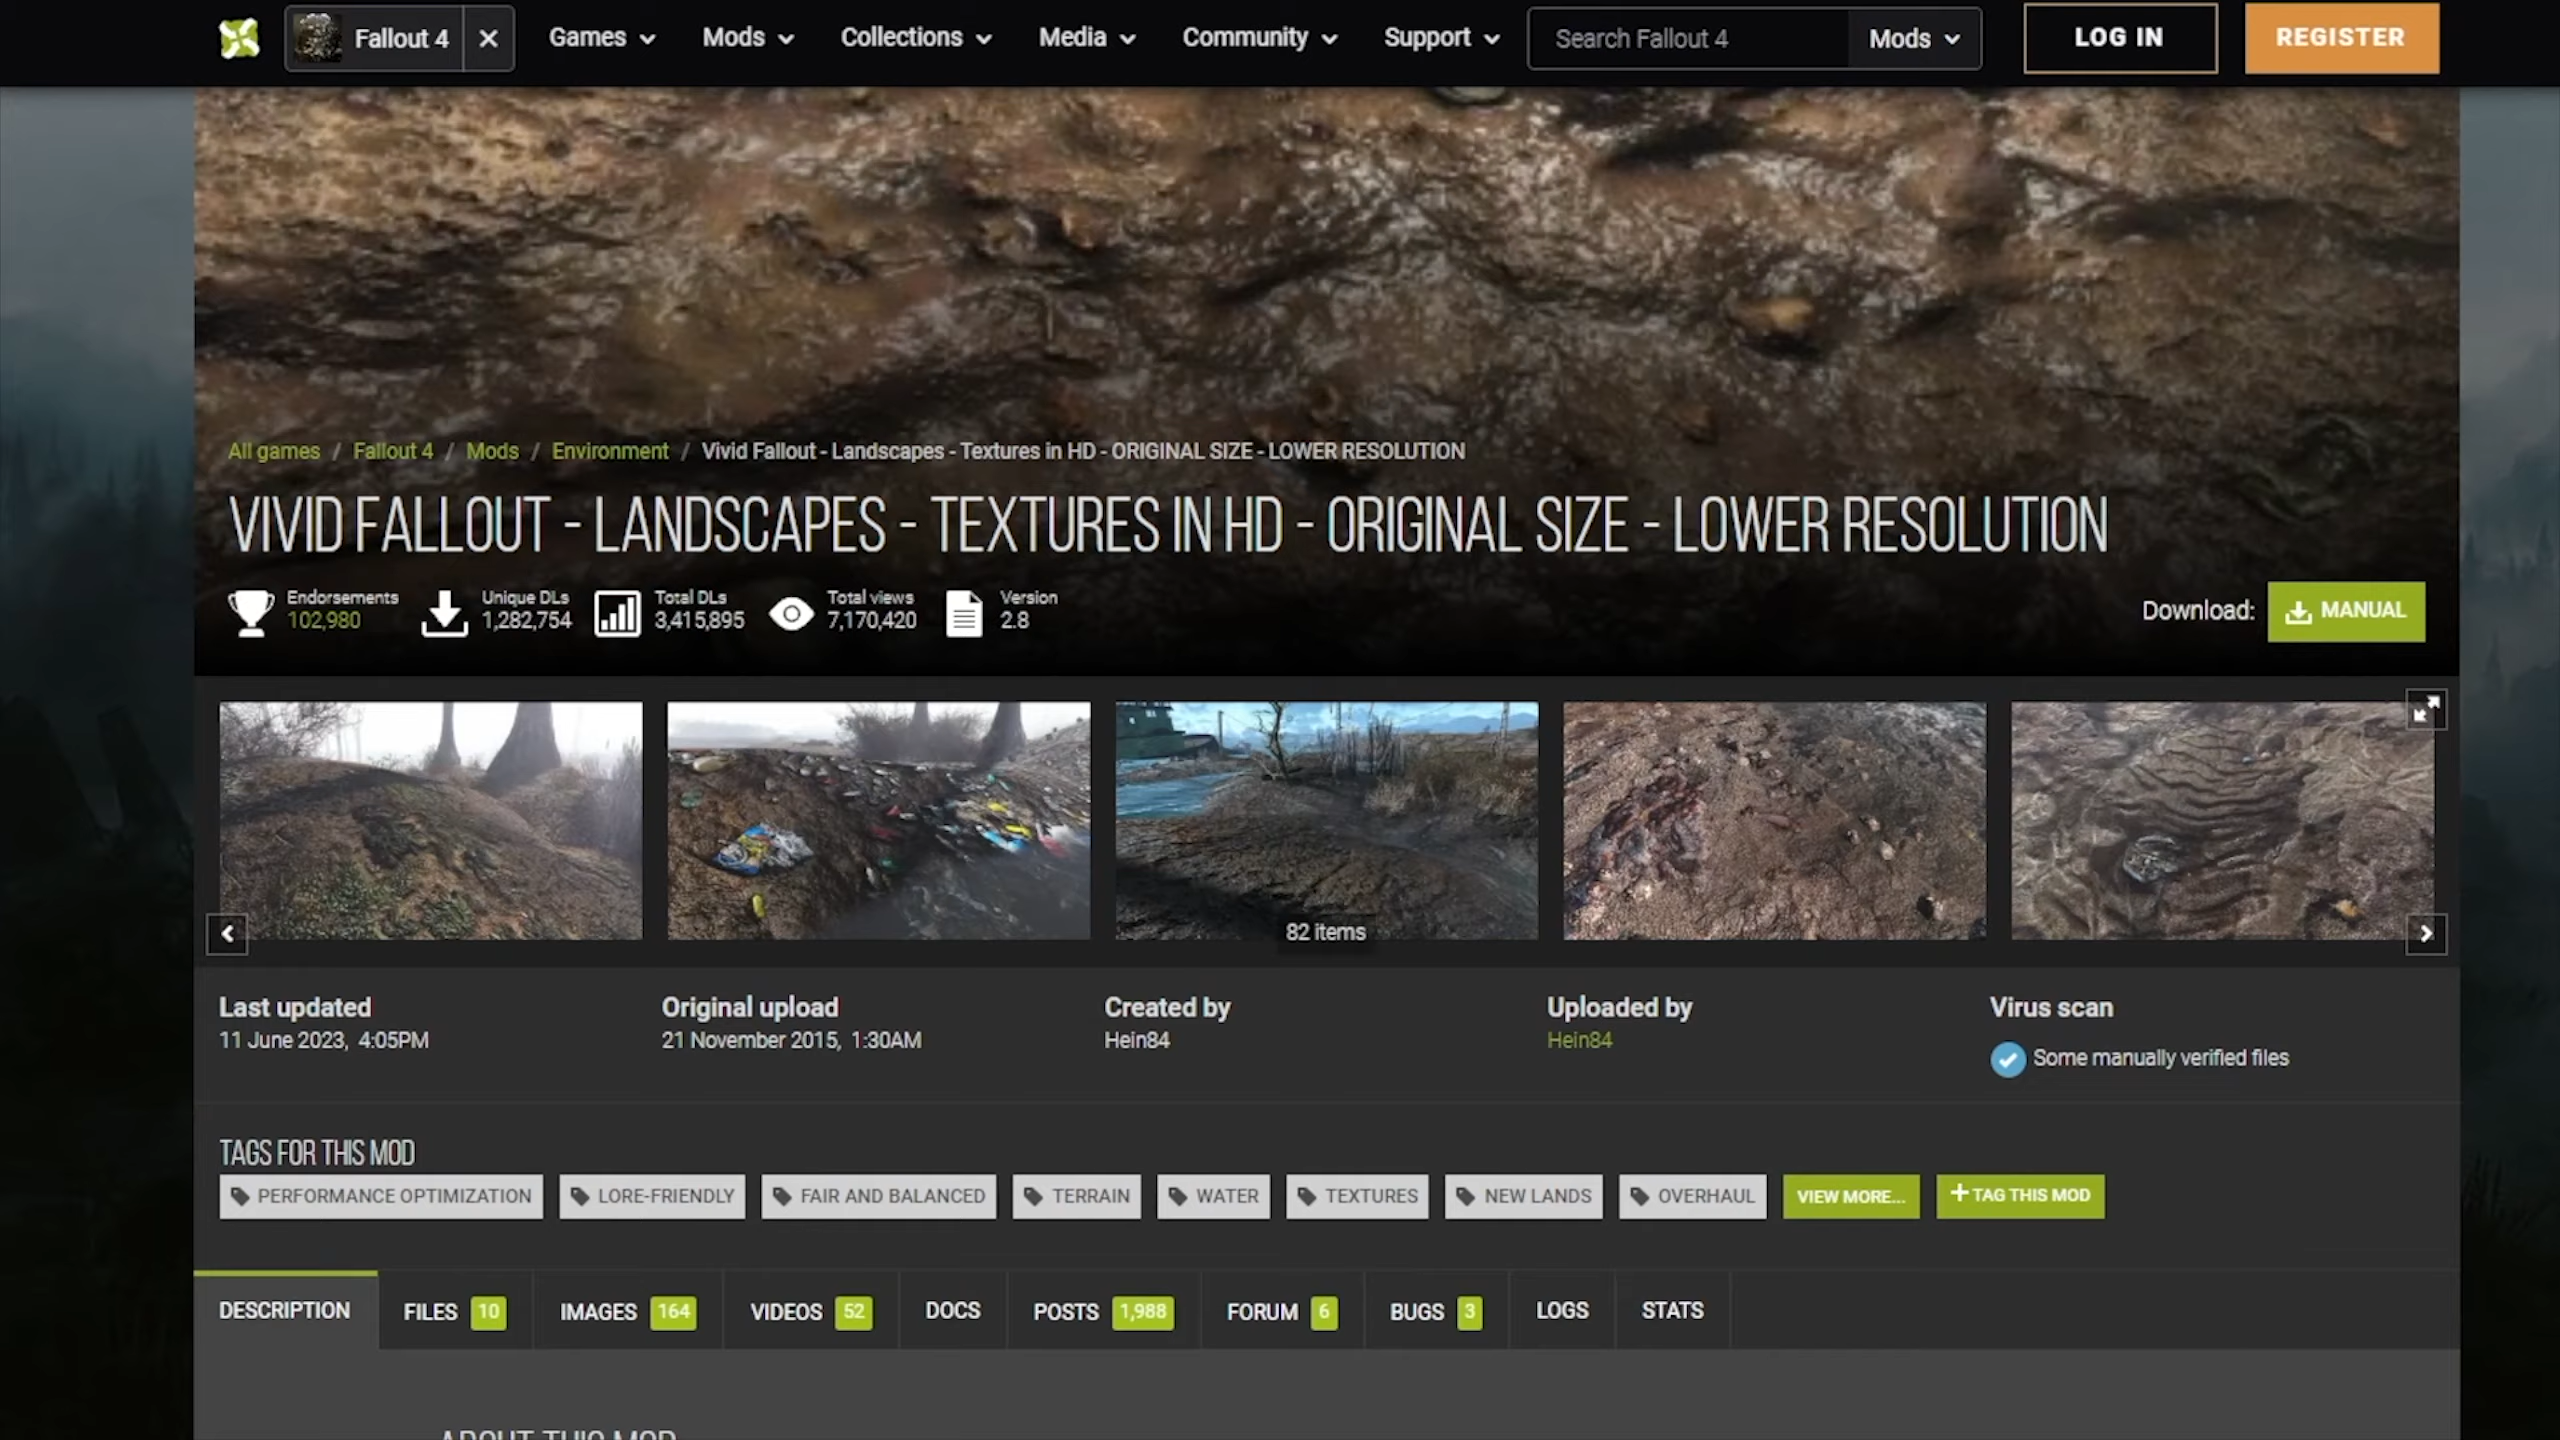 Fallout 4
Games
Mods
Collections
Media
Community
Support
Search Fallout 4
Mods
LOG IN
REGISTER
All games / Fallout 4 / Mods / Environment / Vivid Fallout - Landscapes - Textures in HD - ORIGINAL SIZE - LOWER RESOLUTION
VIVID FALLOUT - LANDSCAPES - TEXTURES IN HD - ORIGINAL SIZE - LOWER RESOLUTION
Endorsements
102,980
Unique DLs
1,282,754
Total DLs
3,415,895
Total views
7,170,420
Version
2.8
Download:
MANUAL
82 items
Last updated
11 June 2023, 4:05PM
Original upload
21 November 2015, 1:30AM
Created by
Hein84
Uploaded by
Hein84
Virus scan
Some manually verified files
TAGS FOR THIS MOD
PERFORMANCE OPTIMIZATION
LORE-FRIENDLY
FAIR AND BALANCED
TERRAIN
WATER
TEXTURES
NEW LANDS
OVERHAUL
VIEW MORE...
+TAG THIS MOD
DESCRIPTION
FILES 10
IMAGES 164
VIDEOS 52
DOCS
POSTS 1,988
FORUM 6
BUGS 3
LOGS
STATS
ABOUT THIS MOD